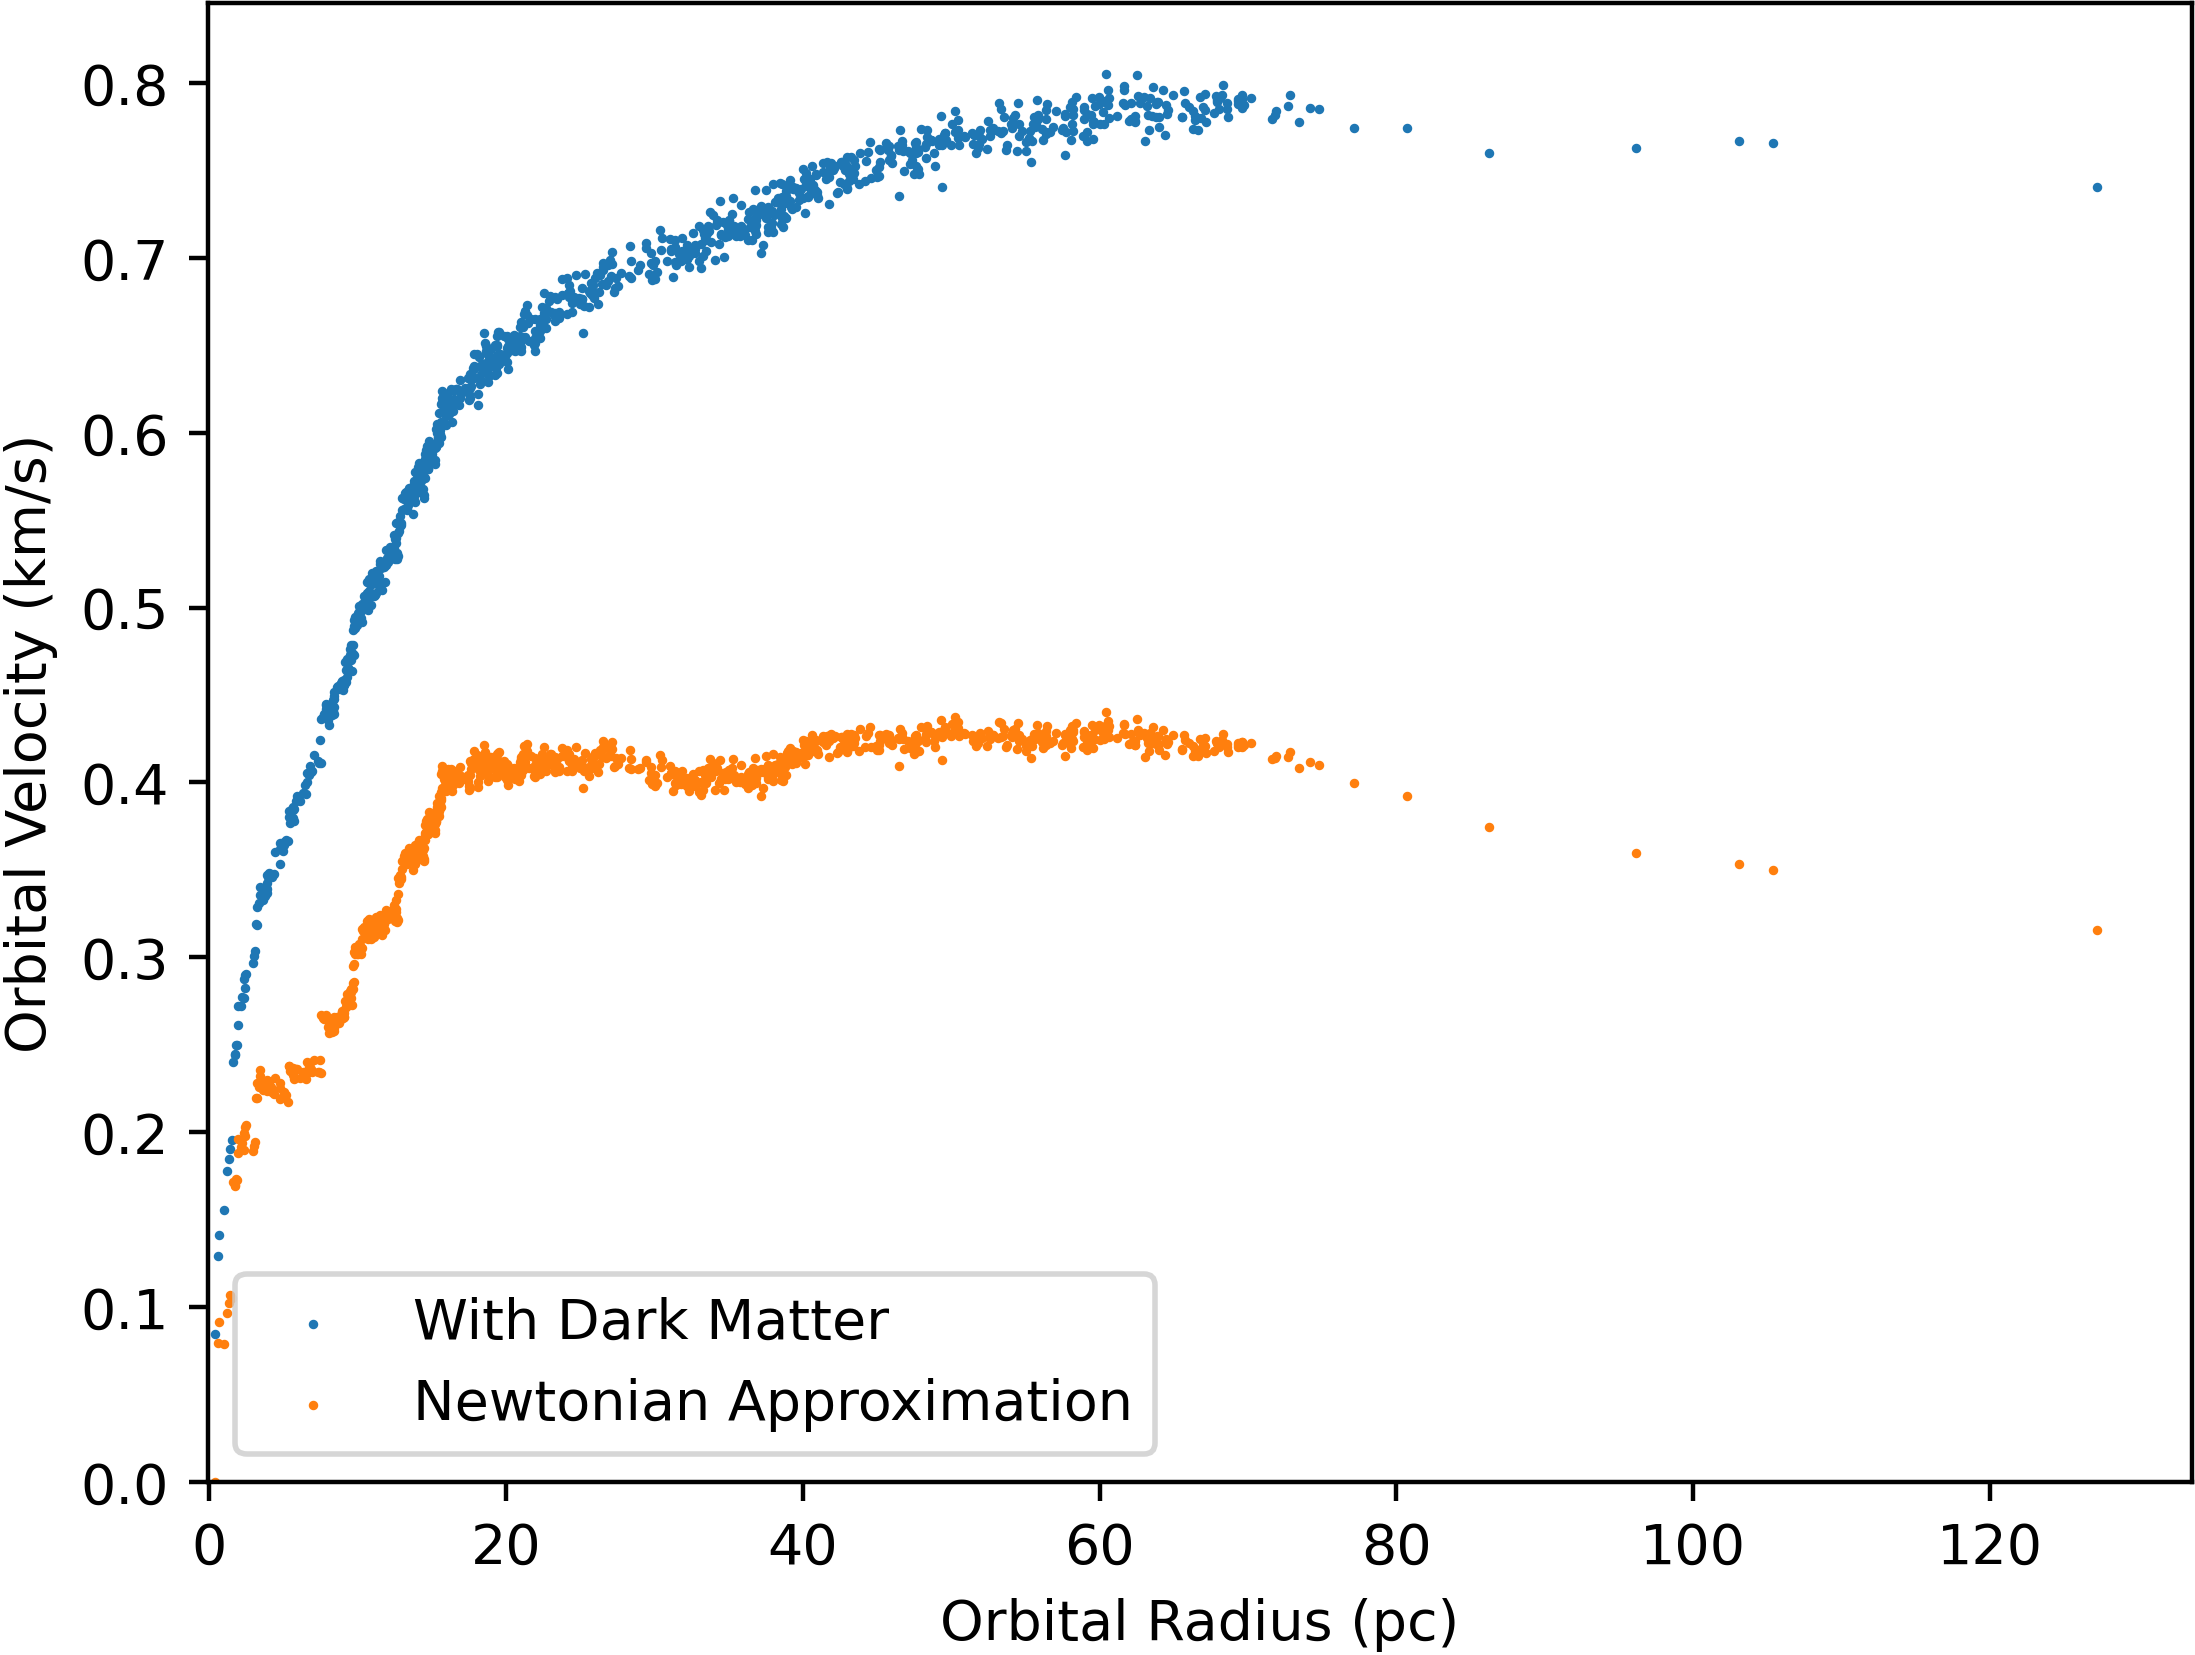 0.8
0.7
0.6
0.5
0.4
0.3
0.2
0.1
0.0
Orbital Velocity (km/s)
With Dark Matter
Newtonian Approximation
0 20 40 60 80 100 120
Orbital Radius (pc)